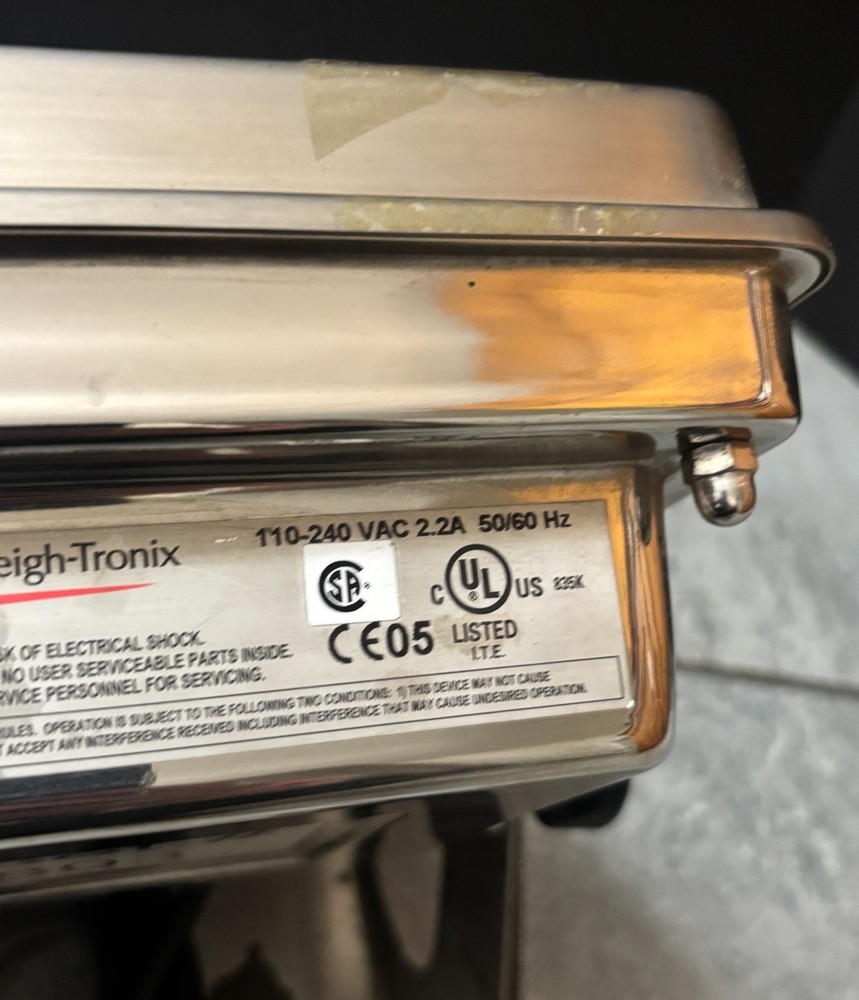 eigh-Tronix
110-240 VAC 2.2A 50/60 Hz
SA
C UL® US 835K
CE05
LISTED
I.T.E.
SK OF ELECTRICAL SHOCK.
NO USER SERVICEABLE PARTS INSIDE.
RVICE PERSONNEL FOR SERVICING.
RULES. OPERATION IS SUBJECT TO THE FOLLOWING TWO CONDITIONS: 1) THIS DEVICE MAY NOT CAUSE
T ACCEPT ANY INTERFERENCE RECEIVED INCLUDING INTERFERENCE THAT MAY CAUSE UNDESIRED OPERATION.